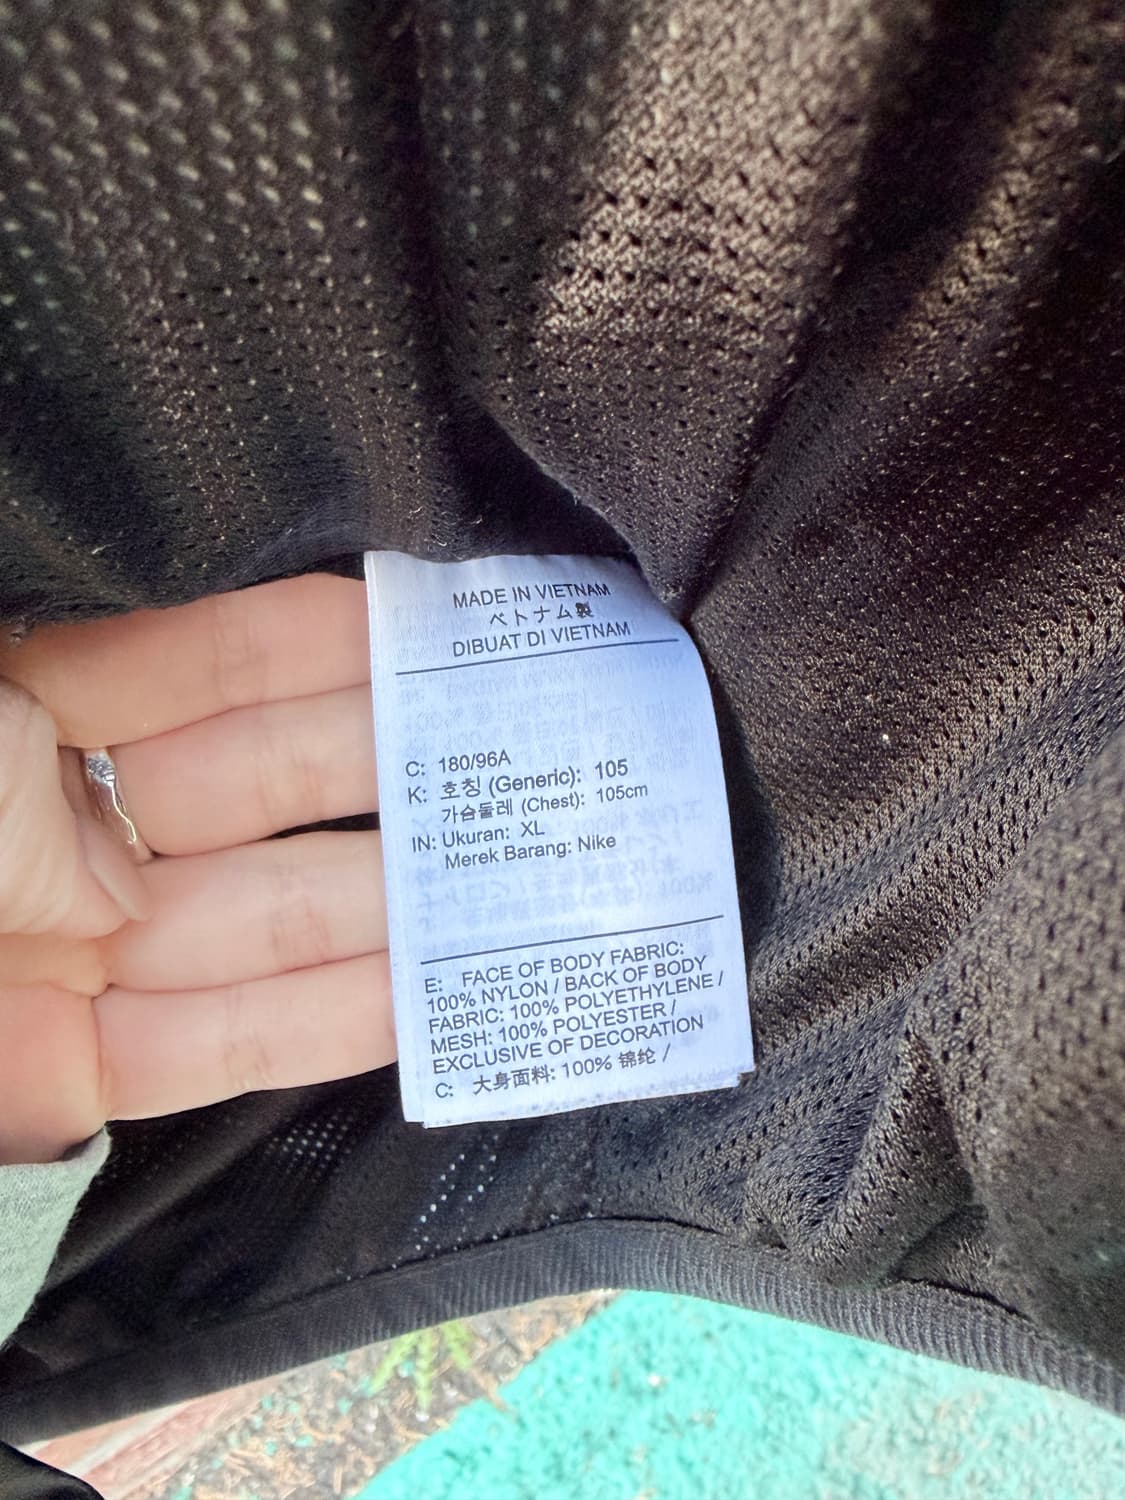 MADE IN VIETNAM
ベトナム製
DIBUAT DI VIETNAM
C: 180/96A
K: 호칭 (Generic): 105
가슴둘레 (Chest): 105cm
IN: Ukuran: XL
Merek Barang: Nike
E: FACE OF BODY FABRIC:
100% NYLON / BACK OF BODY
FABRIC: 100% POLYETHYLENE /
MESH: 100% POLYESTER /
EXCLUSIVE OF DECORATION
C: 大身面料: 100% 锦纶 /